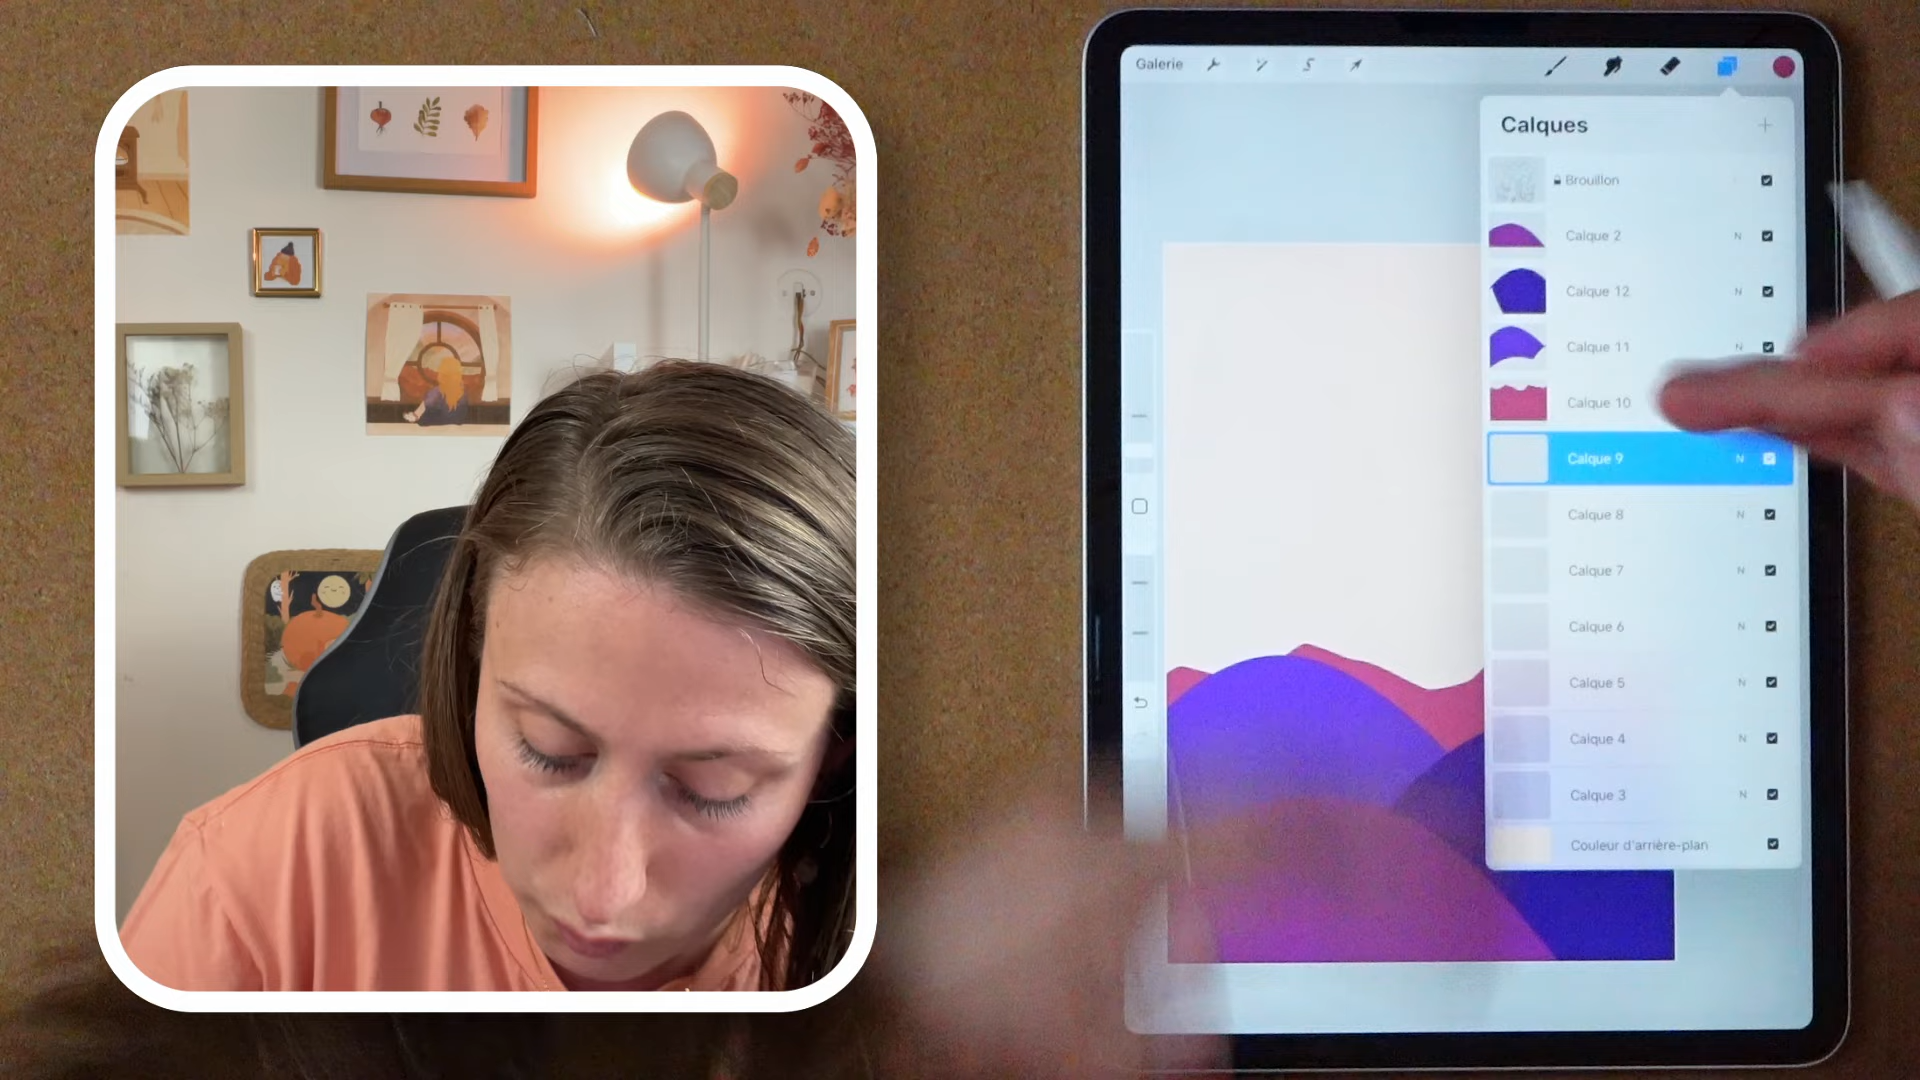 Galerie
Calques
Brouillon
Calque 2 N
Calque 12 N
Calque 11 N
Calque 10
Calque 9 N
Calque 8 N
Calque 7 N
Calque 6 N
Calque 5 N
Calque 4 N
Calque 3 N
Couleur d'arrière-plan